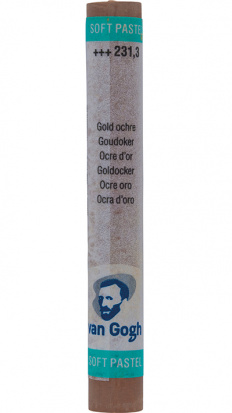 SOFT PASTEL
+++ 231,3
Gold ochre
Goudoker
Ocre d'or
Goldocker
Ocre oro
Ocra d'oro
van Gogh
SOFT PASTEL